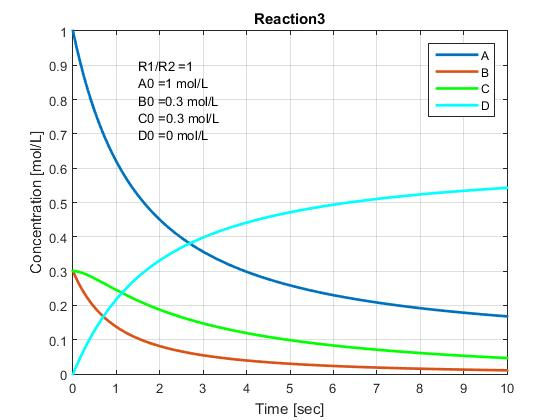 Reaction3
R1/R2 =1
A0 =1 mol/L
B0 =0.3 mol/L
C0 =0.3 mol/L
D0 =0 mol/L
A
B
C
D
Concentration [mol/L]
1
0.9
0.8
0.7
0.6
0.5
0.4
0.3
0.2
0.1
0
0 1 2 3 4 5 6 7 8 9 10
Time [sec]